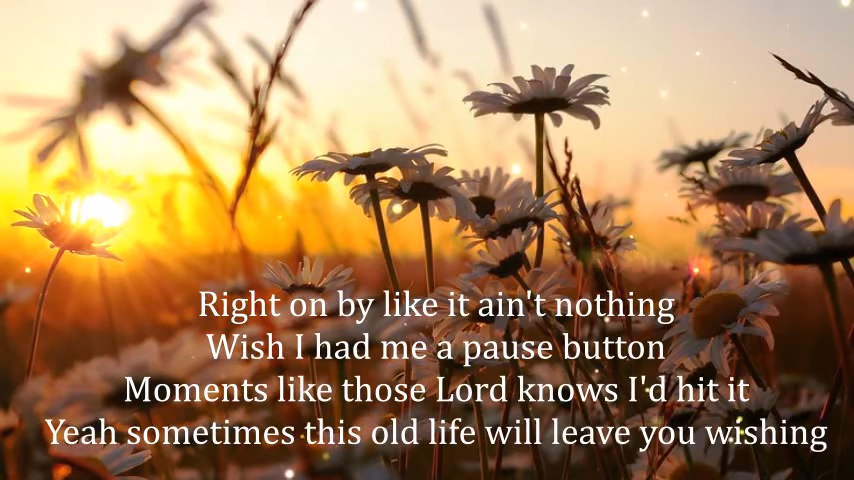 Right on by like it ain't nothing
Wish I had me a pause button
Moments like those Lord knows I'd hit it
Yeah sometimes this old life will leave you wishing